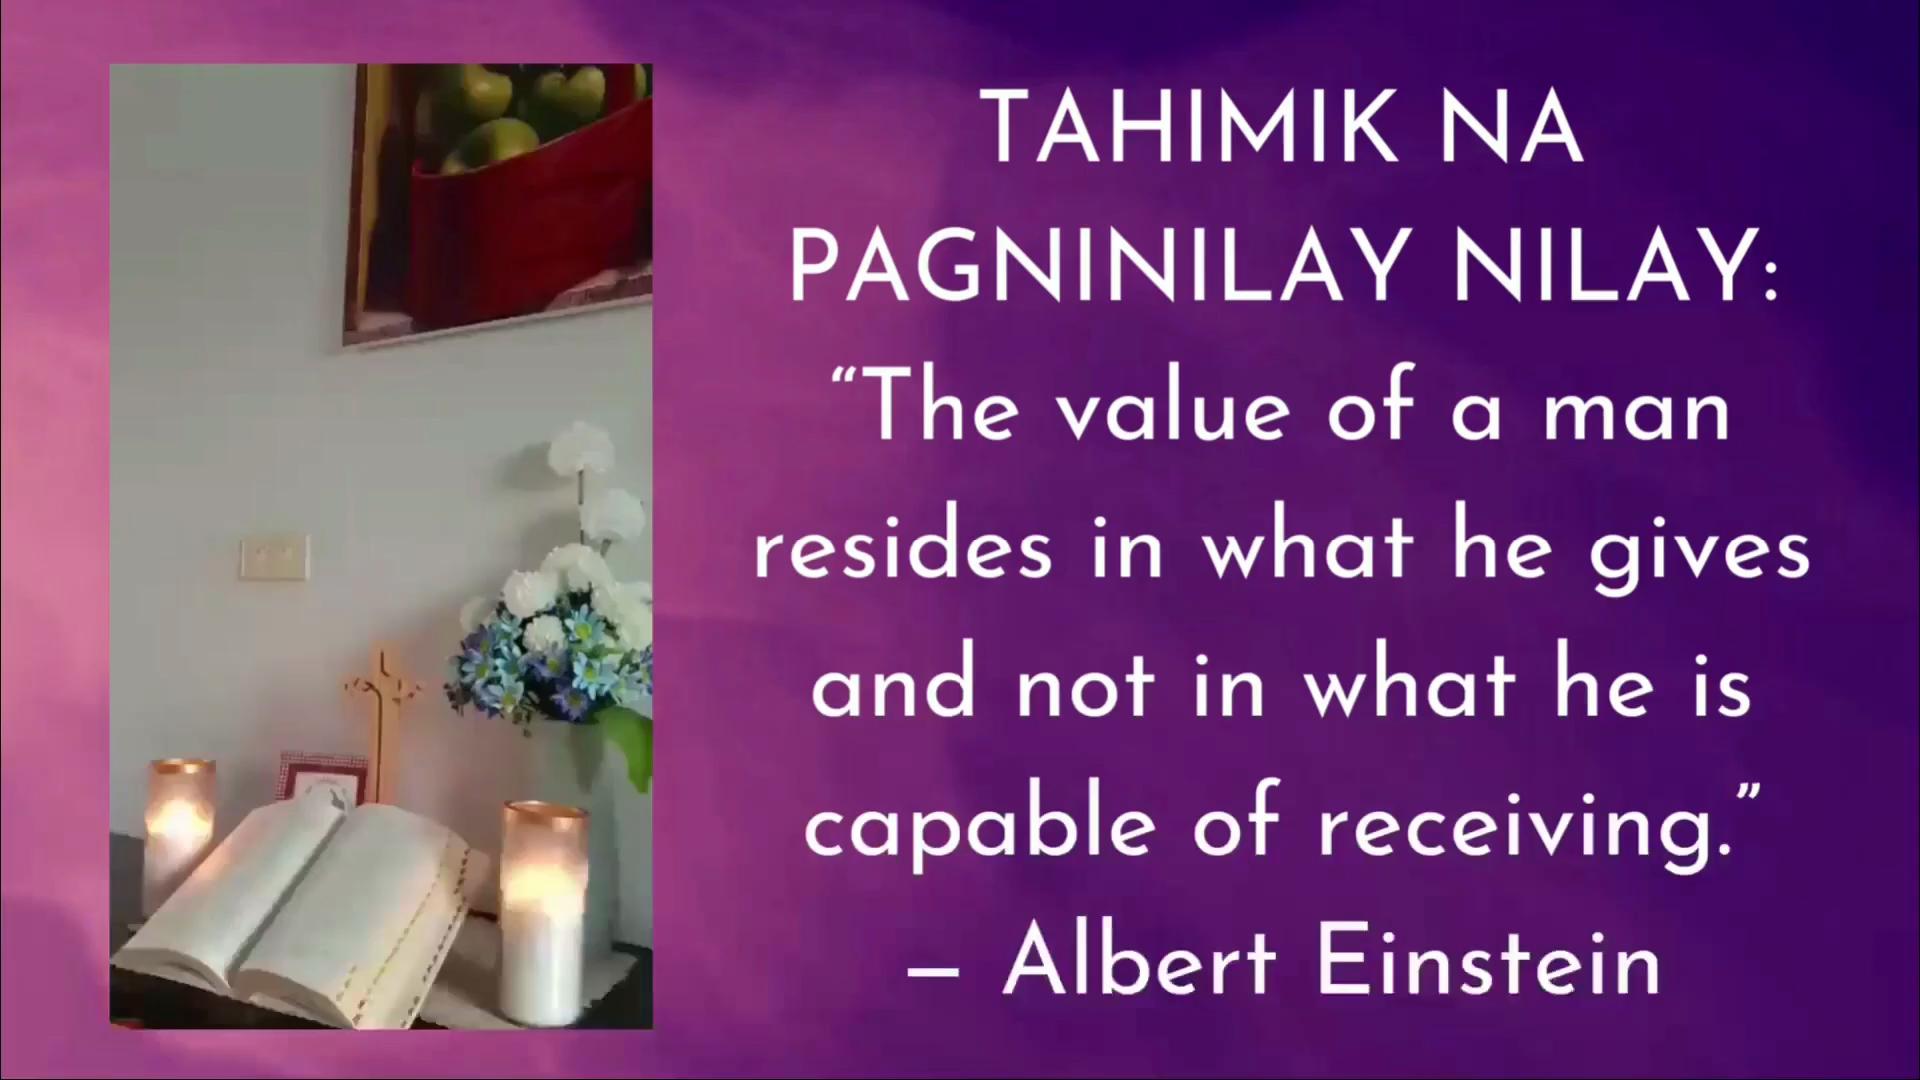 TAHIMIK NA
PAGNINILAY NILAY:
“The value of a man
resides in what he gives
and not in what he is
capable of receiving.”
– Albert Einstein